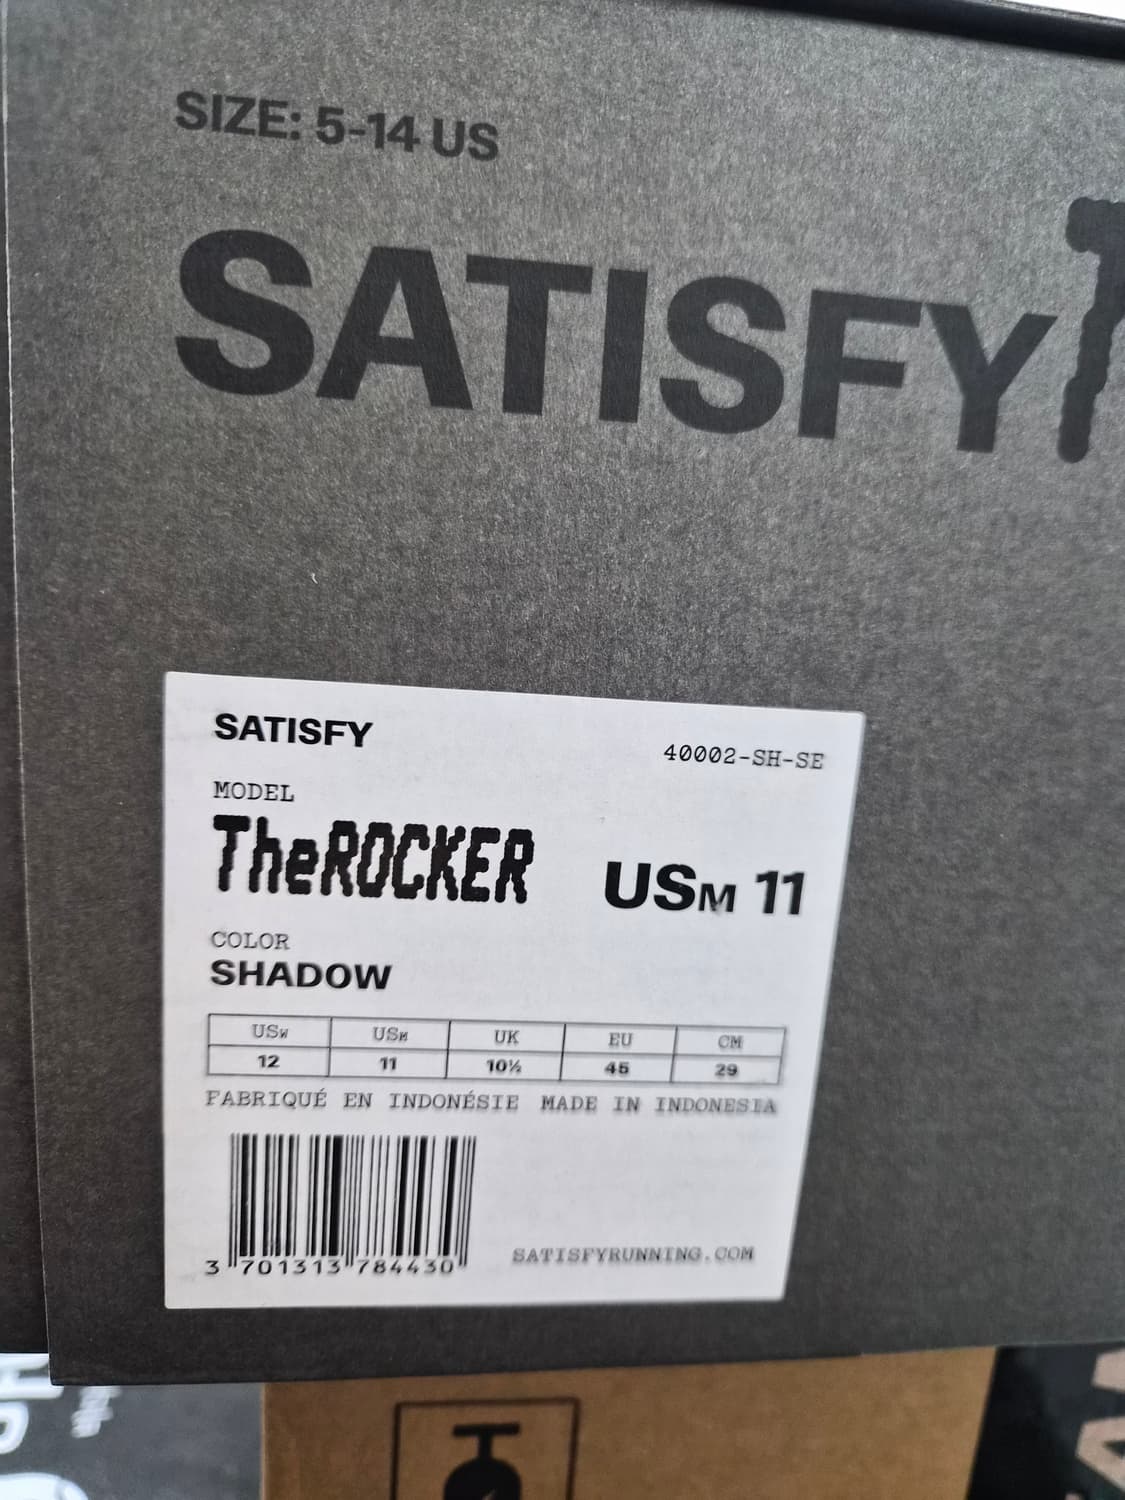 SIZE: 5-14 US
SATISFY
SATISFY
40002-SH-SE
MODEL
TheROCKER
USM 11
COLOR
SHADOW
USW USM UK EU CM
12 11 10½ 45 29
FABRIQUÉ EN INDONÉSIE MADE IN INDONESIA
3 701313 784430
SATISFYRUNNING.COM